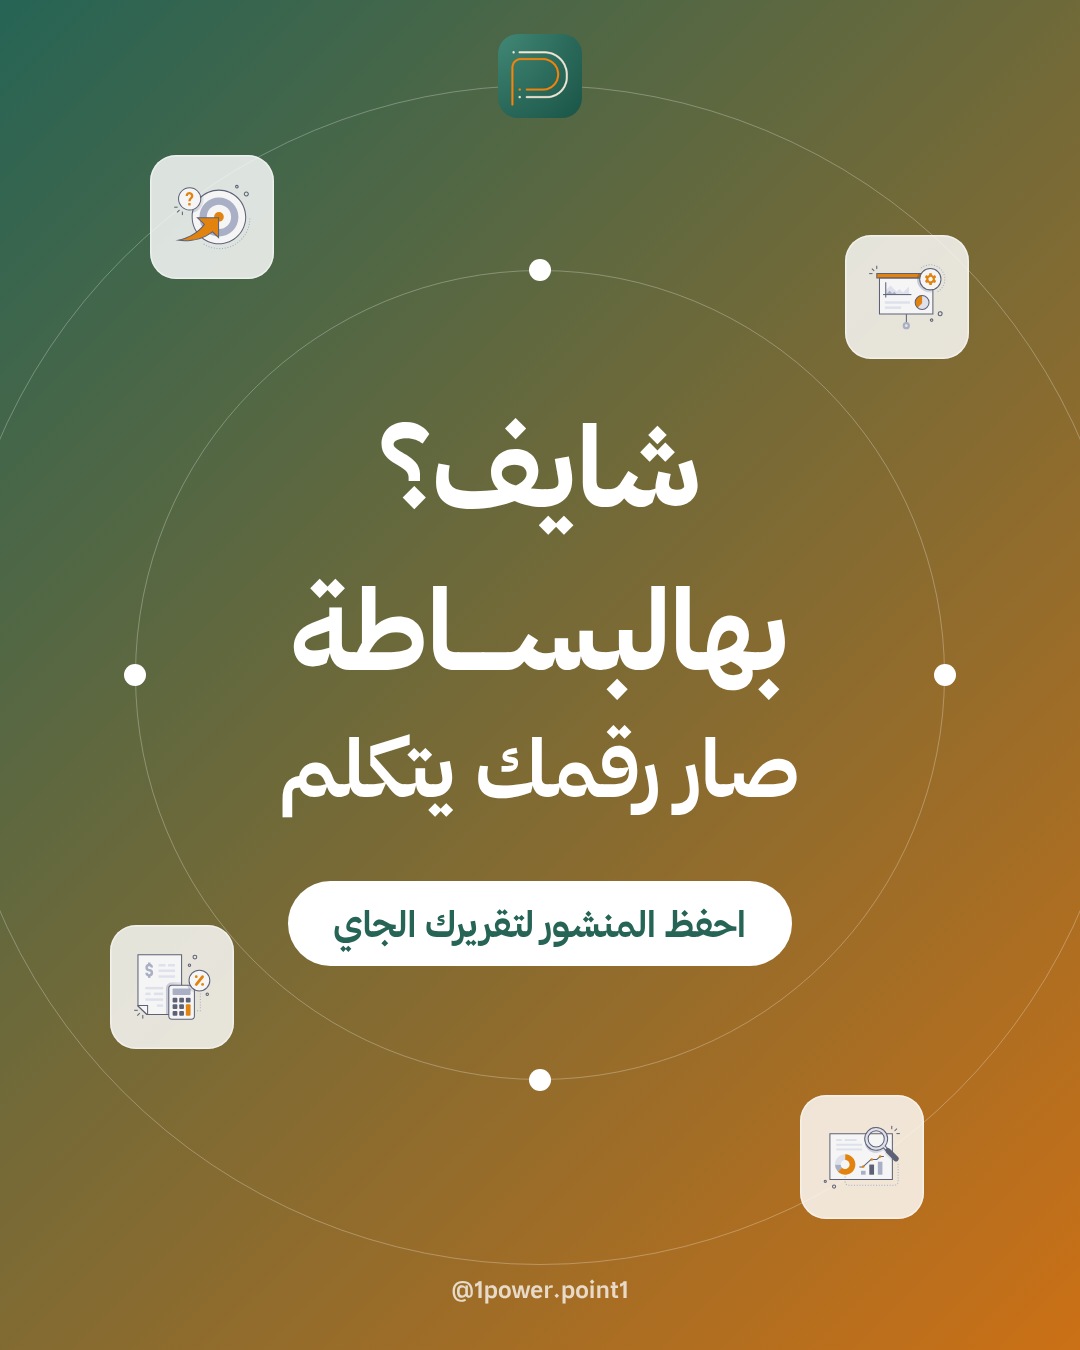 شايف؟
بهالبســاطة
صار رقمك يتكلم
احفظ المنشور لتقريرك الجاي
@1power.point1